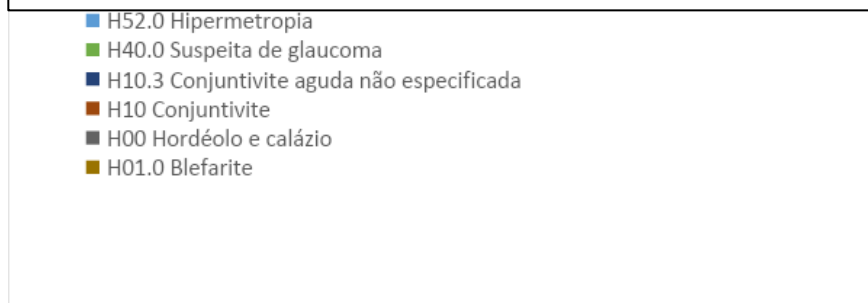 H52.0 Hipermetropia
H40.0 Suspeita de glaucoma
H10.3 Conjuntivite aguda não especificada
H10 Conjuntivite
H00 Hordéolo e calázio
H01.0 Blefarite